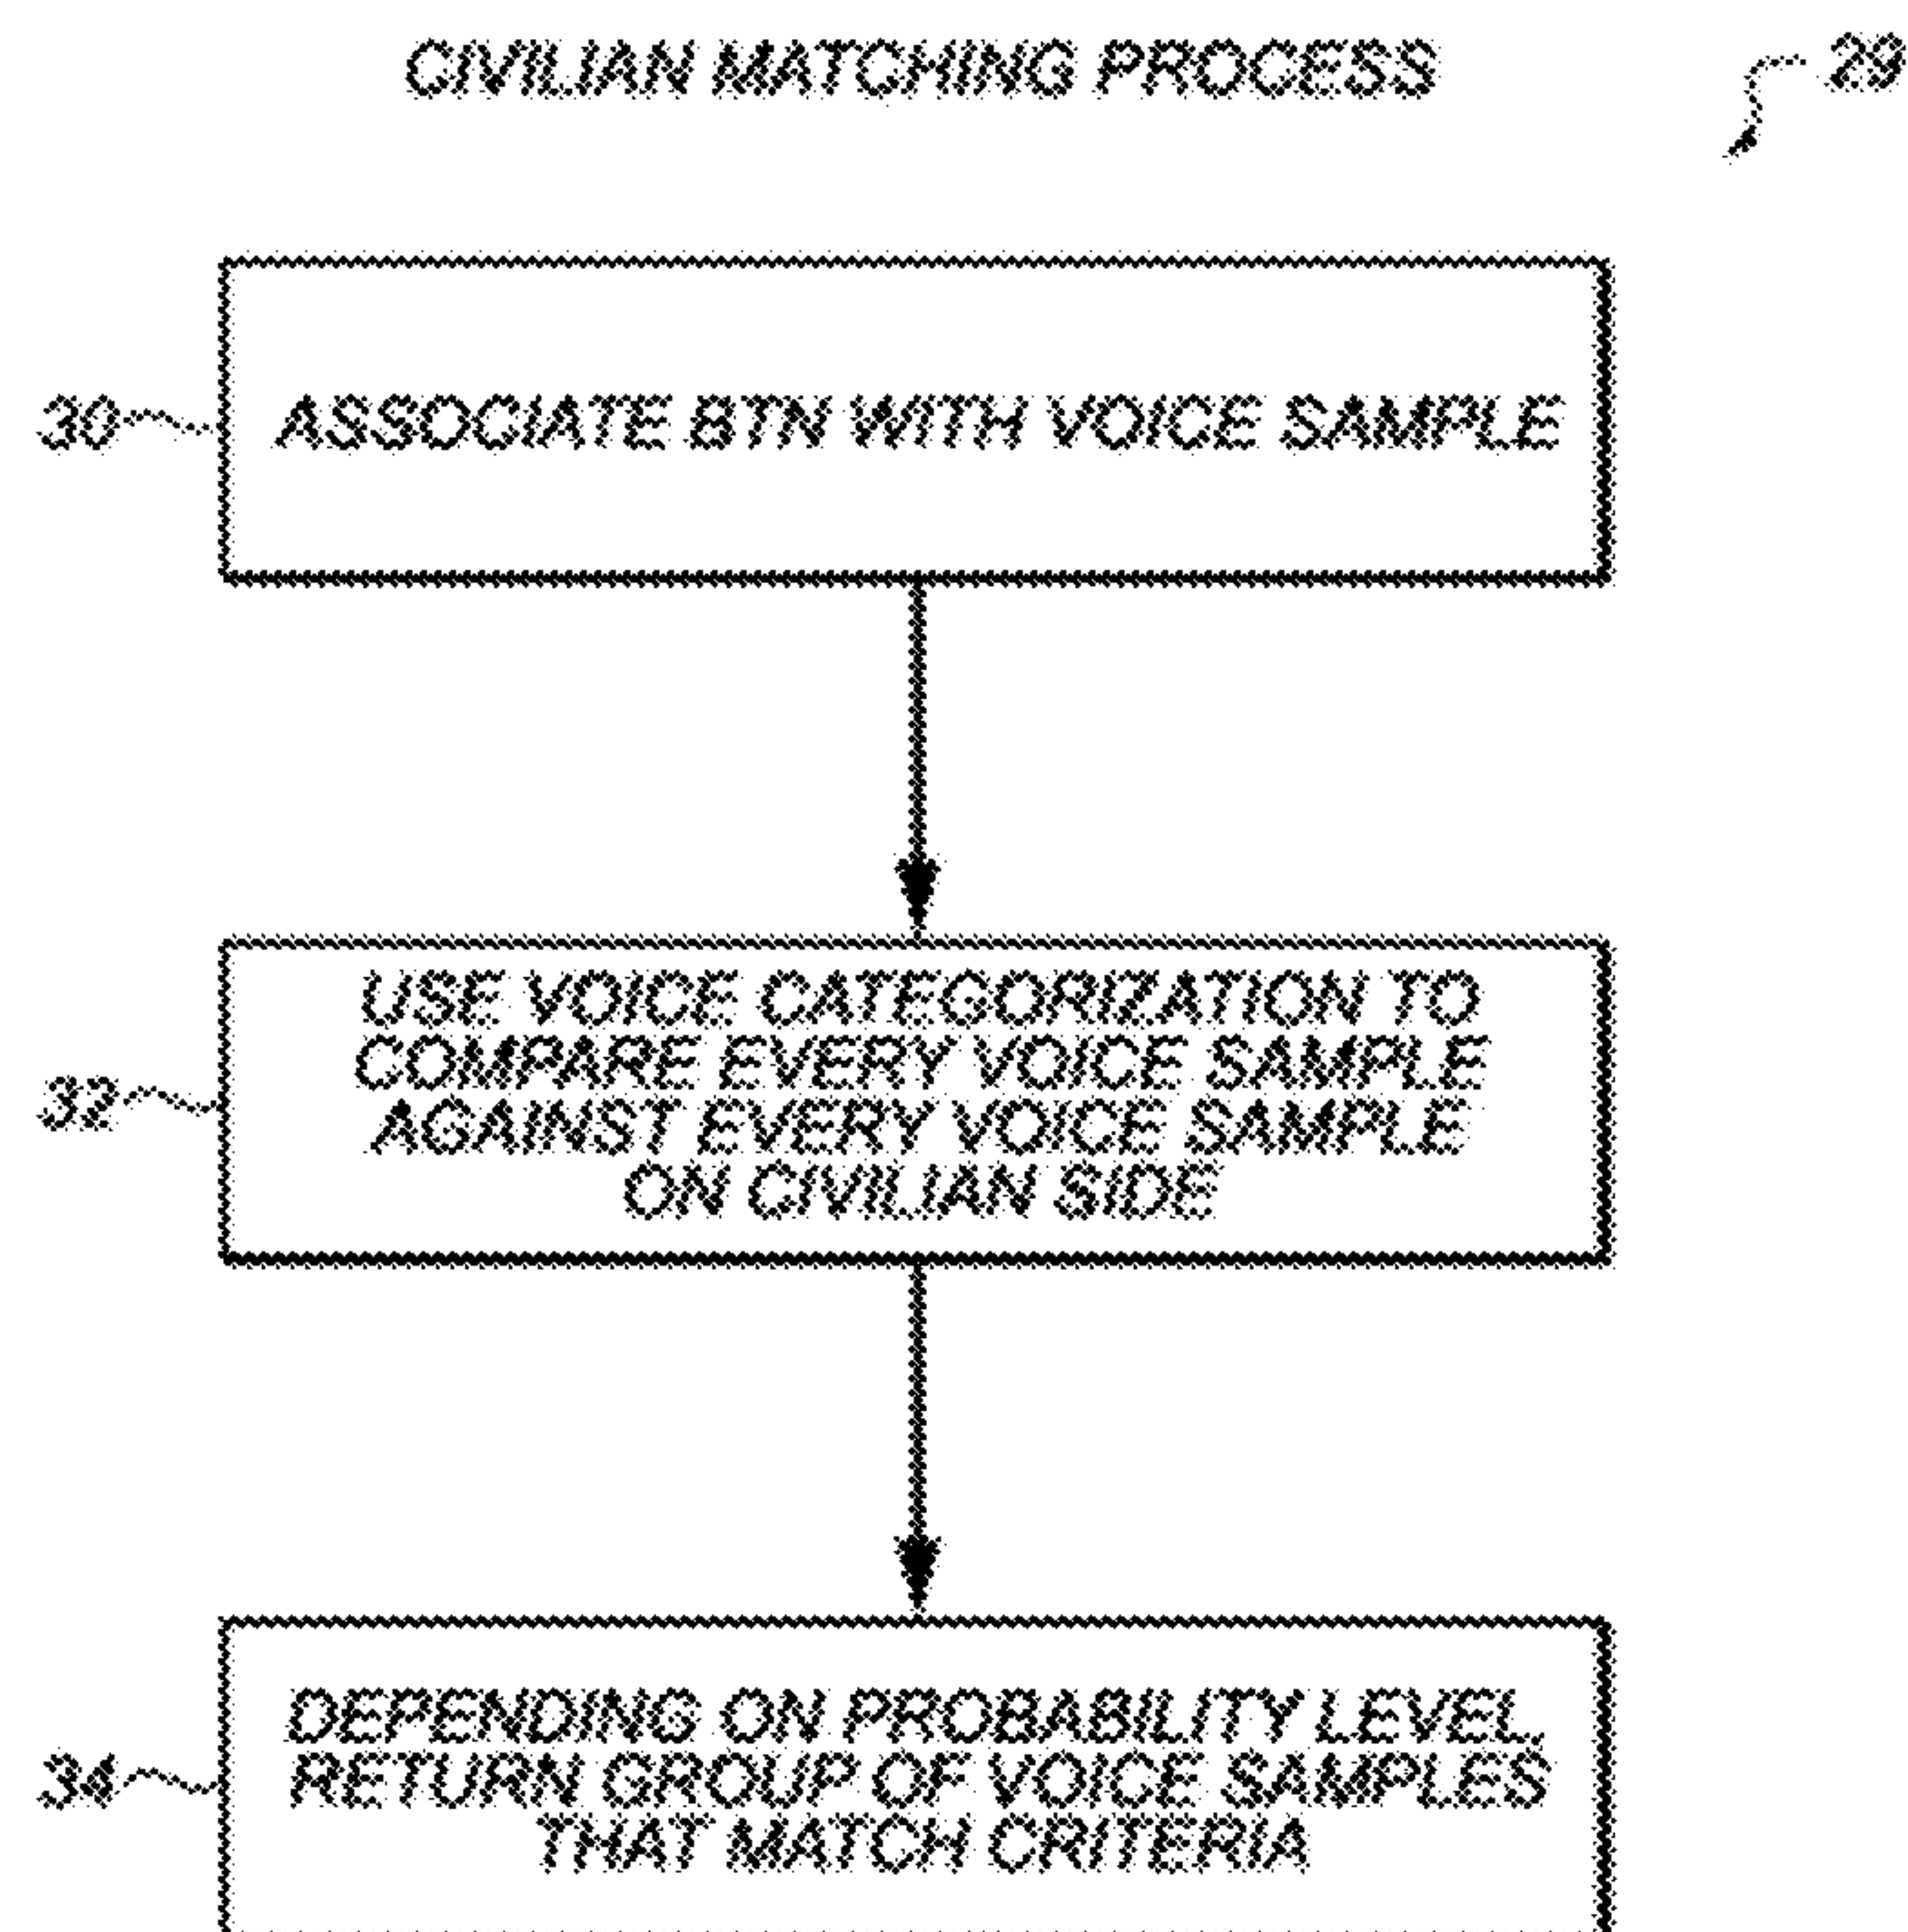 CIVILIAN MATCHING PROCESS
29
30
ASSOCIATE BTN WITH VOICE SAMPLE
32
USE VOICE CATEGORIZATION TO
COMPARE EVERY VOICE SAMPLE
AGAINST EVERY VOICE SAMPLE
ON CIVILIAN SIDE
34
DEPENDING ON PROBABILITY LEVEL,
RETURN GROUP OF VOICE SAMPLES
THAT MATCH CRITERIA